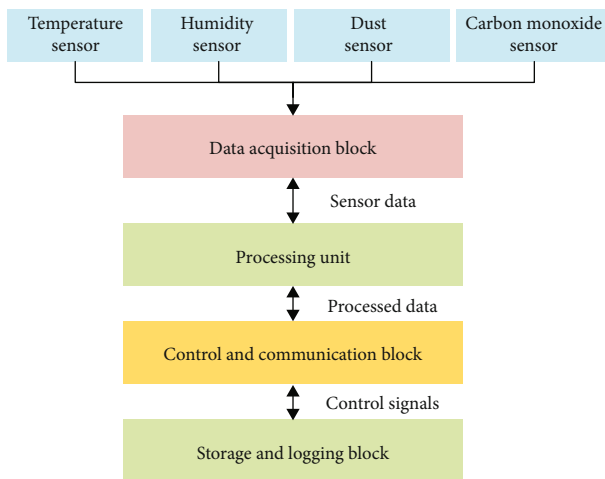 Temperature
sensor
Humidity
sensor
Dust
sensor
Carbon monoxide
sensor
Data acquisition block
Sensor data
Processing unit
Processed data
Control and communication block
Control signals
Storage and logging block